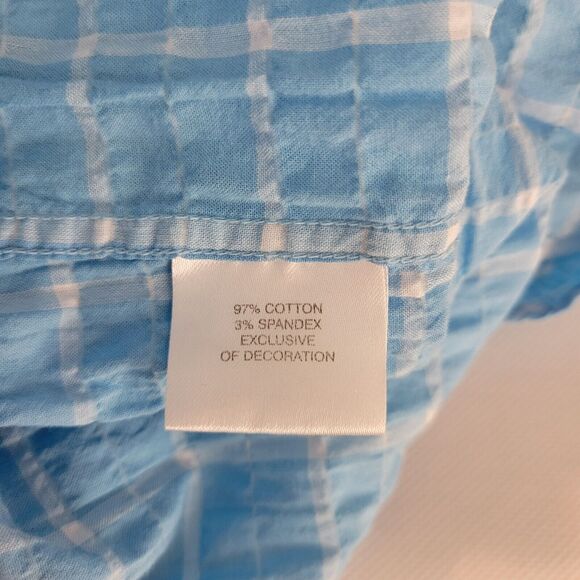 97% COTTON
3% SPANDEX
EXCLUSIVE
OF DECORATION